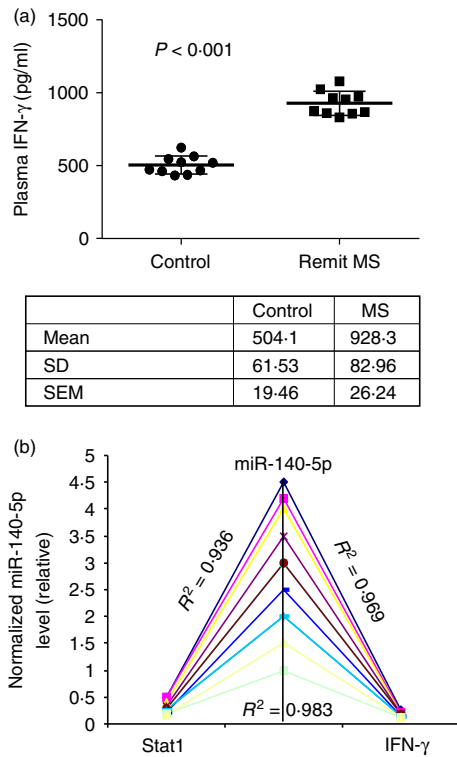 (a)
1500
1000
500
0
Plasma IFN-γ (pg/ml)
P < 0·001
Control Remit MS
Control MS
Mean 504·1 928·3
SD 61·53 82·96
SEM 19·46 26·24
(b)
miR-140-5p
5
4·5
4
3·5
3
2·5
2
1·5
1
0·5
0
Normalized miR-140-5p
level (relative)
R² = 0·936
R² = 0·969
R² = 0·983
Stat1 IFN-γ